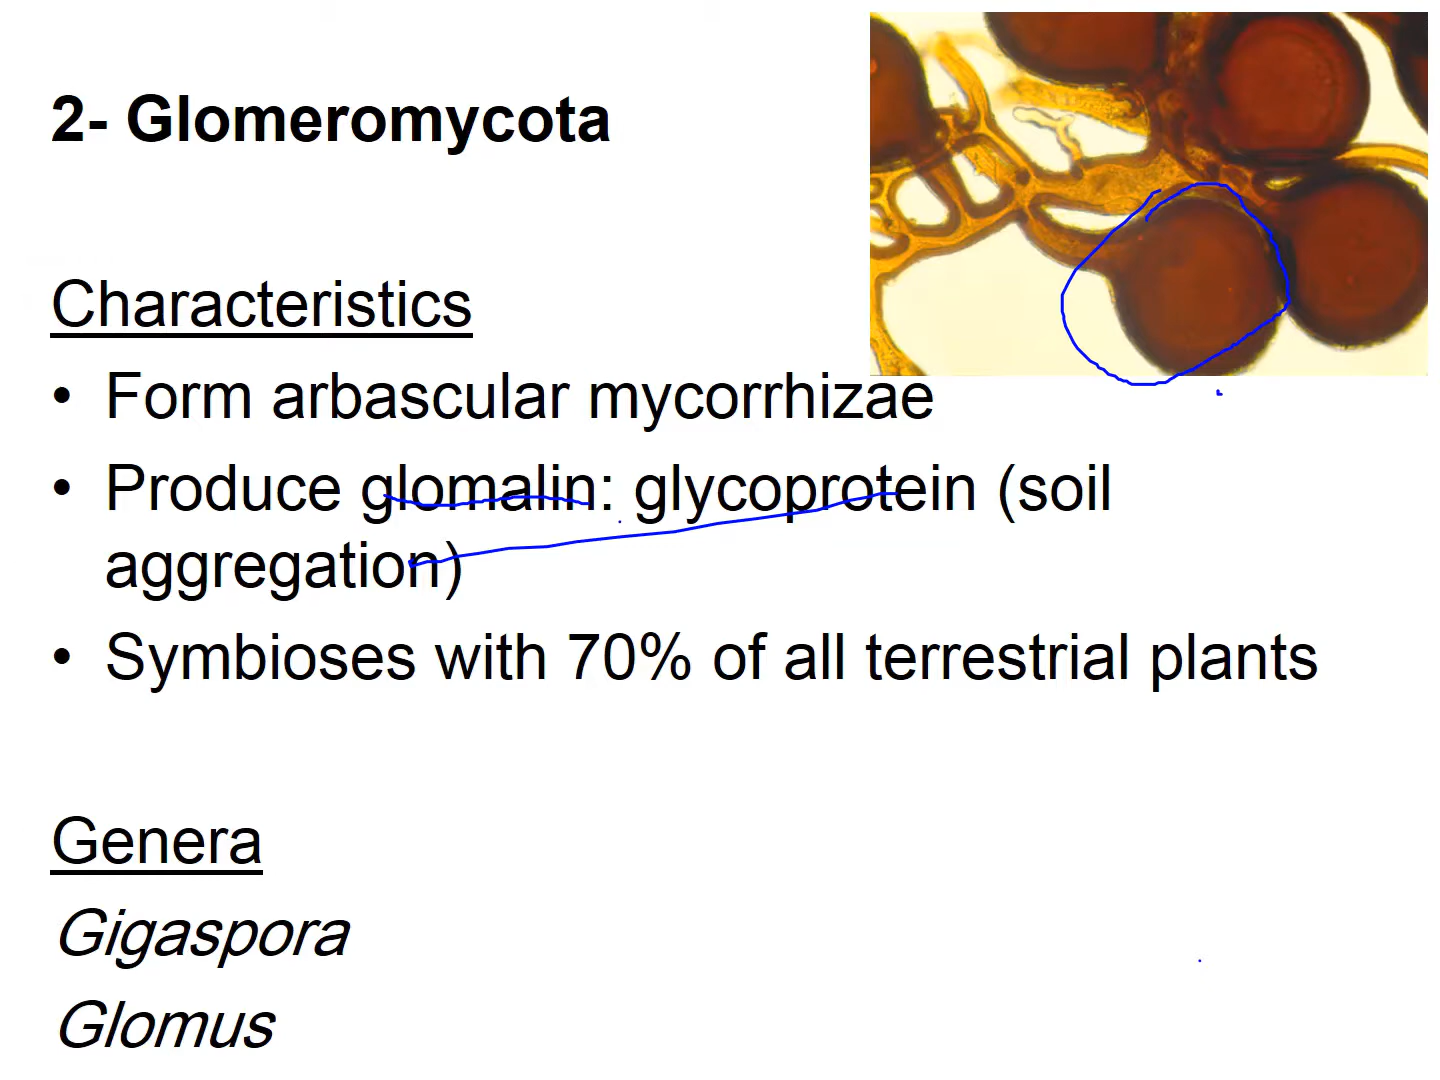 2- Glomeromycota
Characteristics
• Form arbascular mycorrhizae
• Produce glomalin: glycoprotein (soil
aggregation)
• Symbioses with 70% of all terrestrial plants
Genera
Gigaspora
Glomus